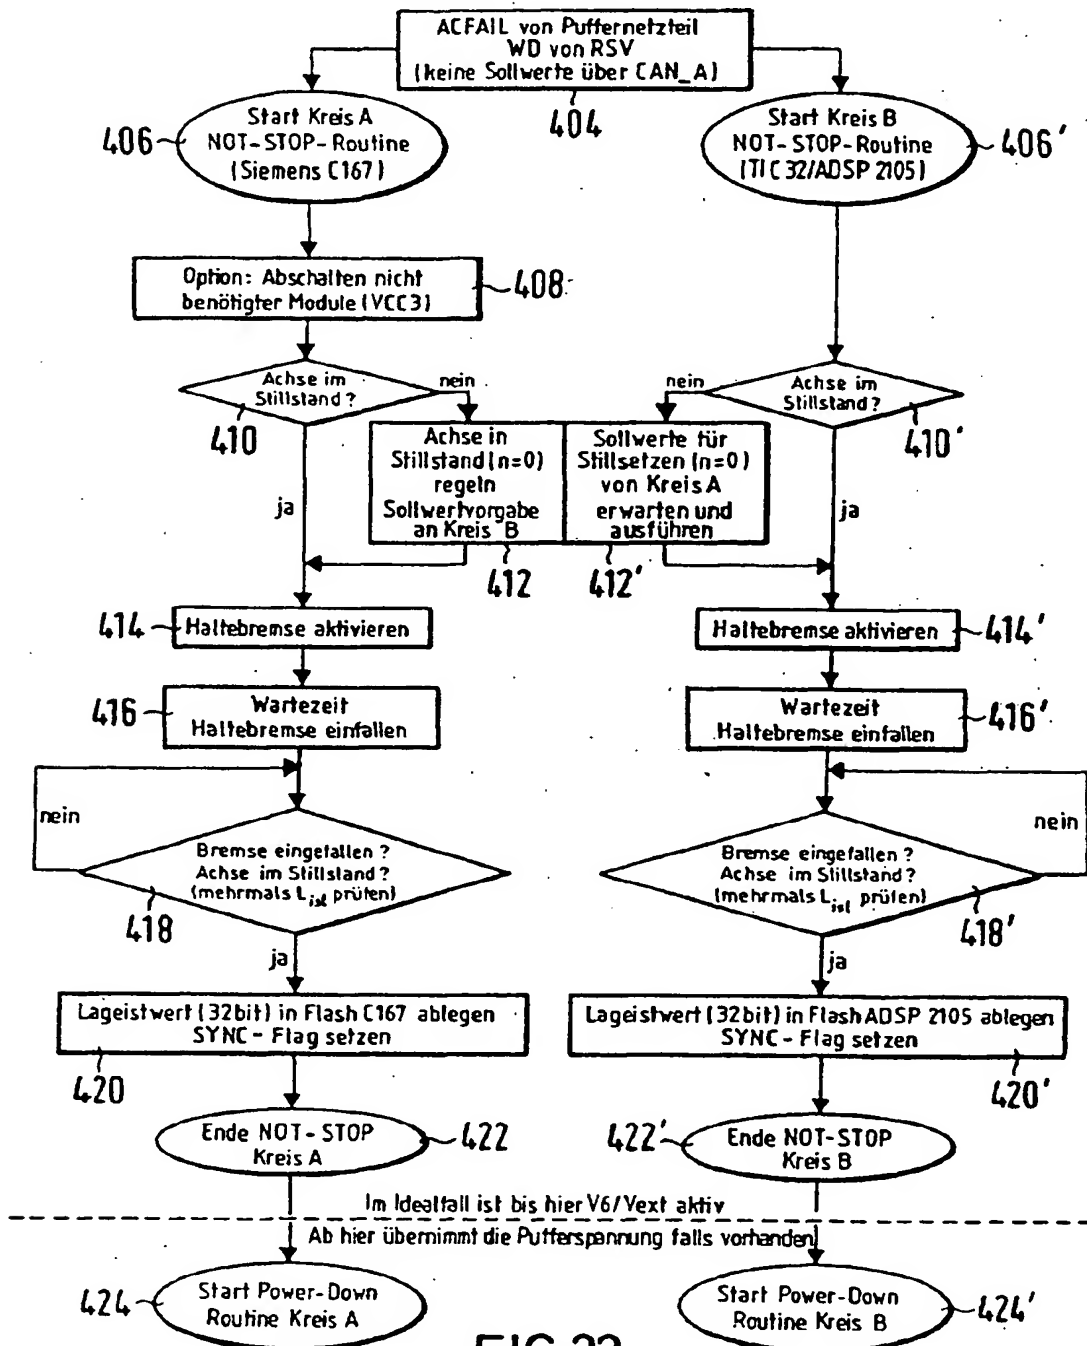 ACFAIL von Puffernetzteil
WD von RSV
(keine Sollwerte über CAN_A)
404
Start Kreis A
NOT-STOP-Routine
(Siemens C167)
406
Start Kreis B
NOT-STOP-Routine
(TIC32/ADSP 2105)
406'
Option: Abschalten nicht
benötigter Module (VCC3)
408
Achse im
Stillstand?
nein
410
ja
nein
Achse im
Stillstand?
410'
ja
Achse in
Stillstand (n=0)
regeln
Sollwertvorgabe
an Kreis B
412
Sollwerte für
Stillsetzen (n=0)
von Kreis A
erwarten und
ausführen
412'
414
Haltebremse aktivieren
Haltebremse aktivieren
414'
416
Wartezeit
Haltebremse einfallen
Wartezeit
Haltebremse einfallen
416'
nein
Bremse eingefallen?
Achse im Stillstand?
(mehrmals List prüfen)
418
ja
nein
Bremse eingefallen?
Achse im Stillstand?
(mehrmals List prüfen)
418'
ja
Lageistwert (32bit) in Flash C167 ablegen
SYNC-Flag setzen
420
Lageistwert (32bit) in Flash ADSP 2105 ablegen
SYNC-Flag setzen
420'
Ende NOT-STOP
Kreis A
422
422'
Ende NOT-STOP
Kreis B
Im Idealfall ist bis hier V6/Vext aktiv
Ab hier übernimmt die Pufferspannung falls vorhanden
424
Start Power-Down
Routine Kreis A
Start Power-Down
Routine Kreis B
424'